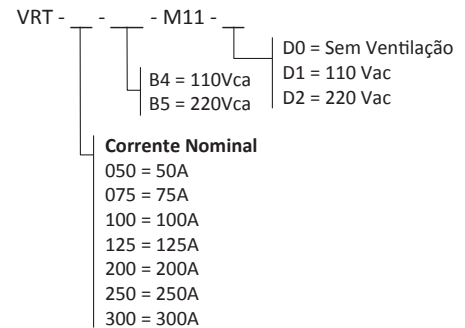 VRT - __ - __ - M11 - __
D0 = Sem Ventilação
D1 = 110 Vac
D2 = 220 Vac
B4 = 110Vca
B5 = 220Vca
Corrente Nominal
050 = 50A
075 = 75A
100 = 100A
125 = 125A
200 = 200A
250 = 250A
300 = 300A